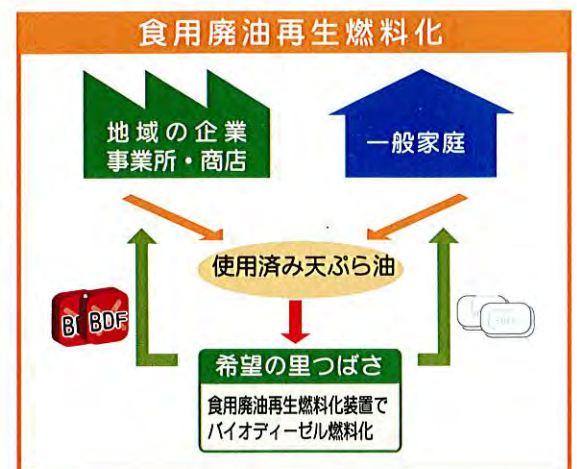 食用廃油再生燃料化
地域の企業
事業所・商店
一般家庭
使用済み天ぷら油
BDF
希望の里つばさ
食用廃油再生燃料化装置で
バイオディーゼル燃料化